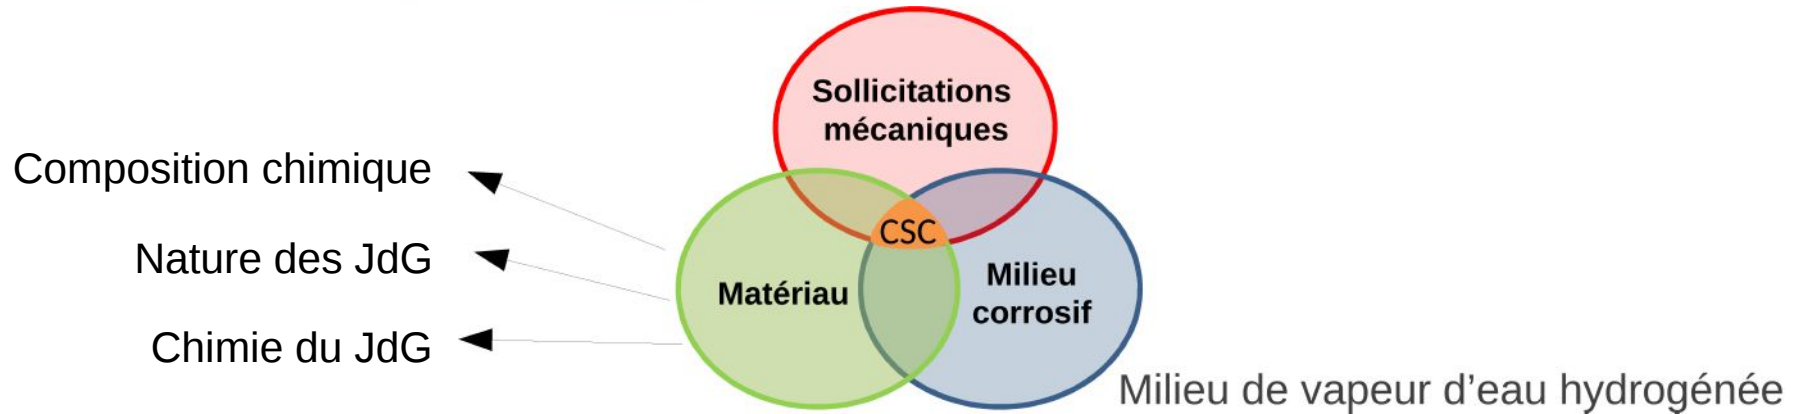 Sollicitations
mécaniques
Composition chimique
Nature des JdG
Chimie du JdG
CSC
Matériau
Milieu
corrosif
Milieu de vapeur d’eau hydrogénée